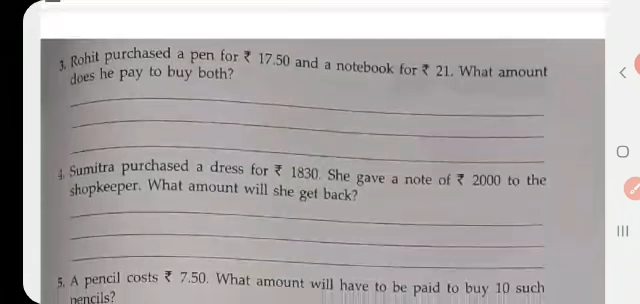 3. Rohit purchased a pen for ₹ 17.50 and a notebook for ₹ 21. What amount
does he pay to buy both?
4. Sumitra purchased a dress for ₹ 1830. She gave a note of ₹ 2000 to the
shopkeeper. What amount will she get back?
5. A pencil costs ₹ 7.50. What amount will have to be paid to buy 10 such
pencils?